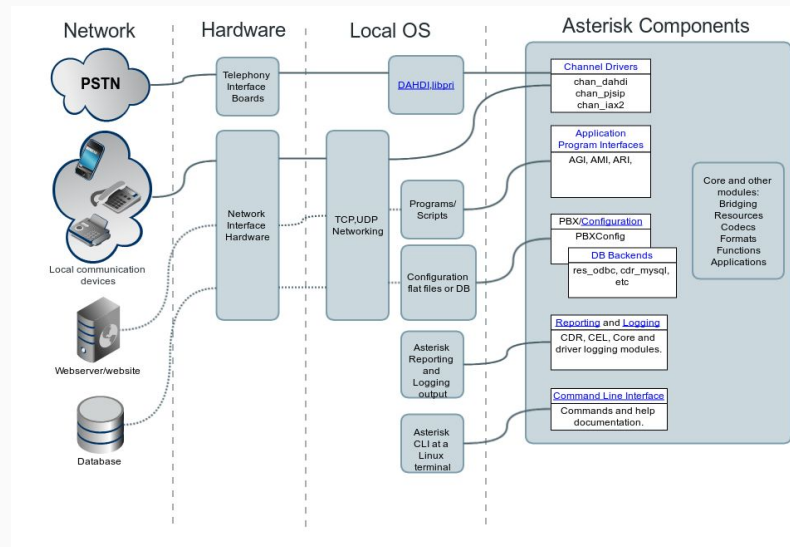 Network
Hardware
Local OS
Asterisk Components
PSTN
Telephony
Interface
Boards
DAHDI,libpri
Channel Drivers
chan_dahdi
chan_pjsip
chan_iax2
Application
Program Interfaces
AGI, AMI, ARI,
Network
Interface
Hardware
TCP,UDP
Networking
Programs/
Scripts
Core and other
modules:
Bridging
Resources
Codecs
Formats
Functions
Applications
PBX/Configuration
PBXConfig
DB Backends
res_odbc, cdr_mysql,
etc
Local communication
devices
Configuration
flat files or DB
Webserver/website
Asterisk
Reporting
and
Logging
output
Reporting and Logging
CDR, CEL, Core and
driver logging modules.
Database
Asterisk
CLI at a
Linux
terminal
Command Line Interface
Commands and help
documentation.